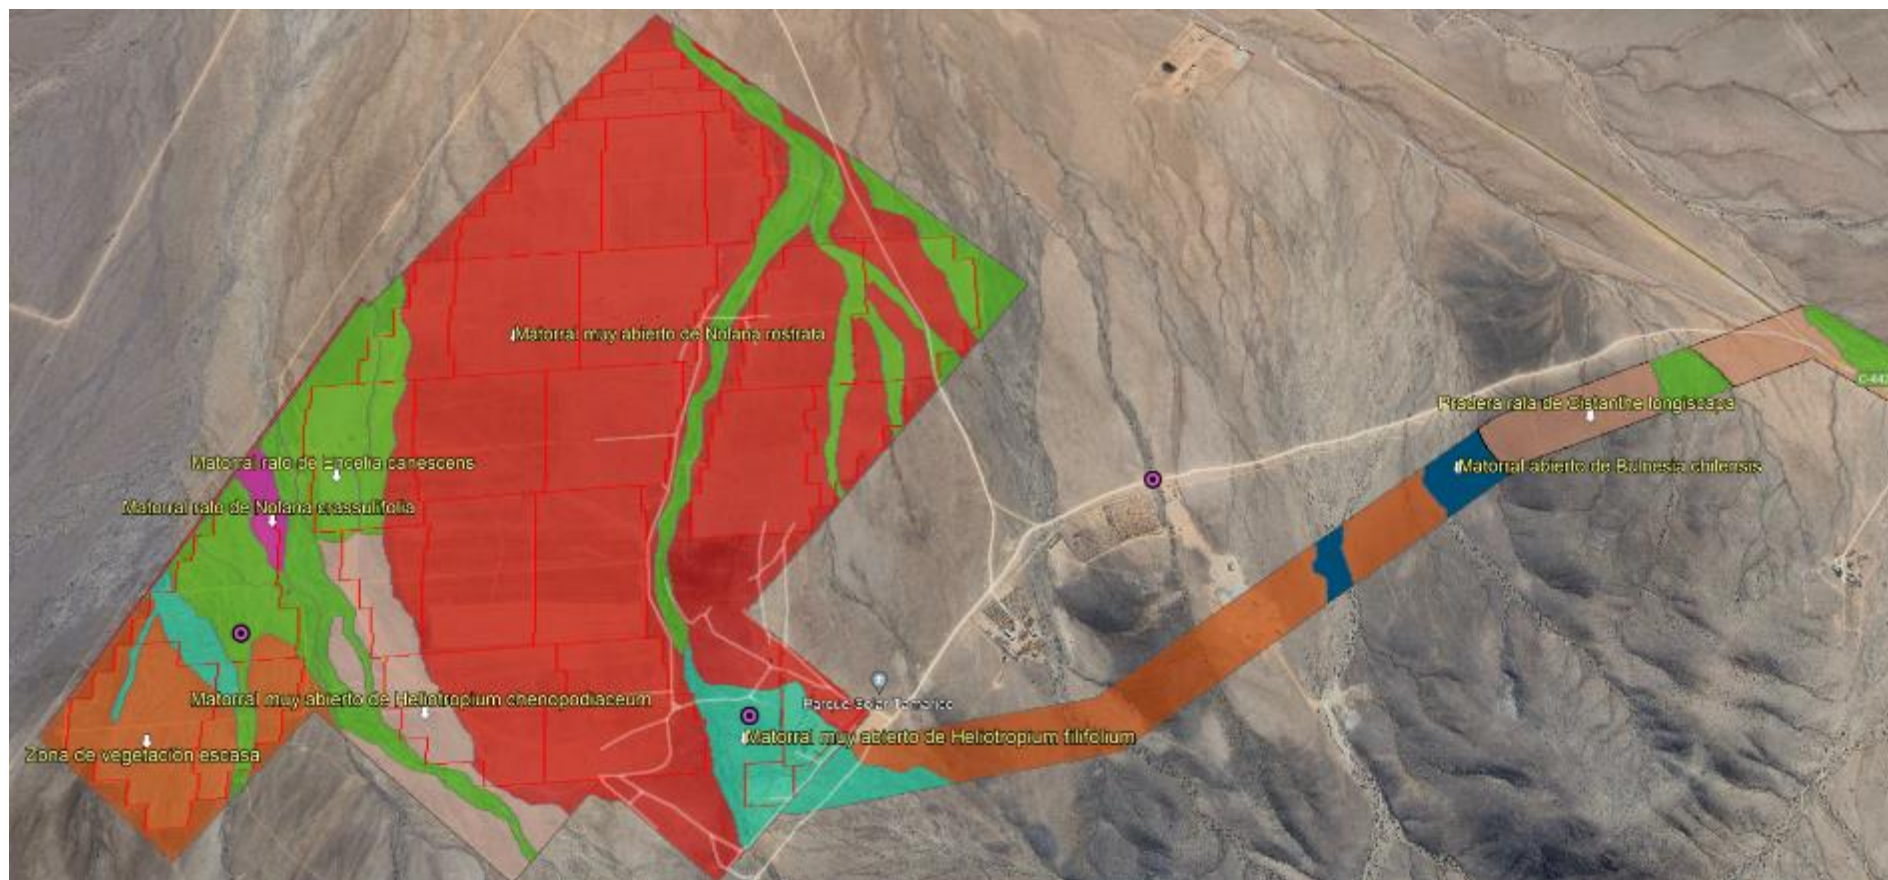 Matorral muy abierto de Nolana rostrata
C-442
Pradera rala de Cistanthe longiscapa
Matorral ralo de Encelia canescens
Matorral abierto de Bulnesia chilensis
Matorral ralo de Nolana crassulifolia
Matorral muy abierto de Heliotropium chenopodiaceum
Parque Solar Tamarico
Matorral muy abierto de Heliotropium filifolium
Zona de vegetación escasa